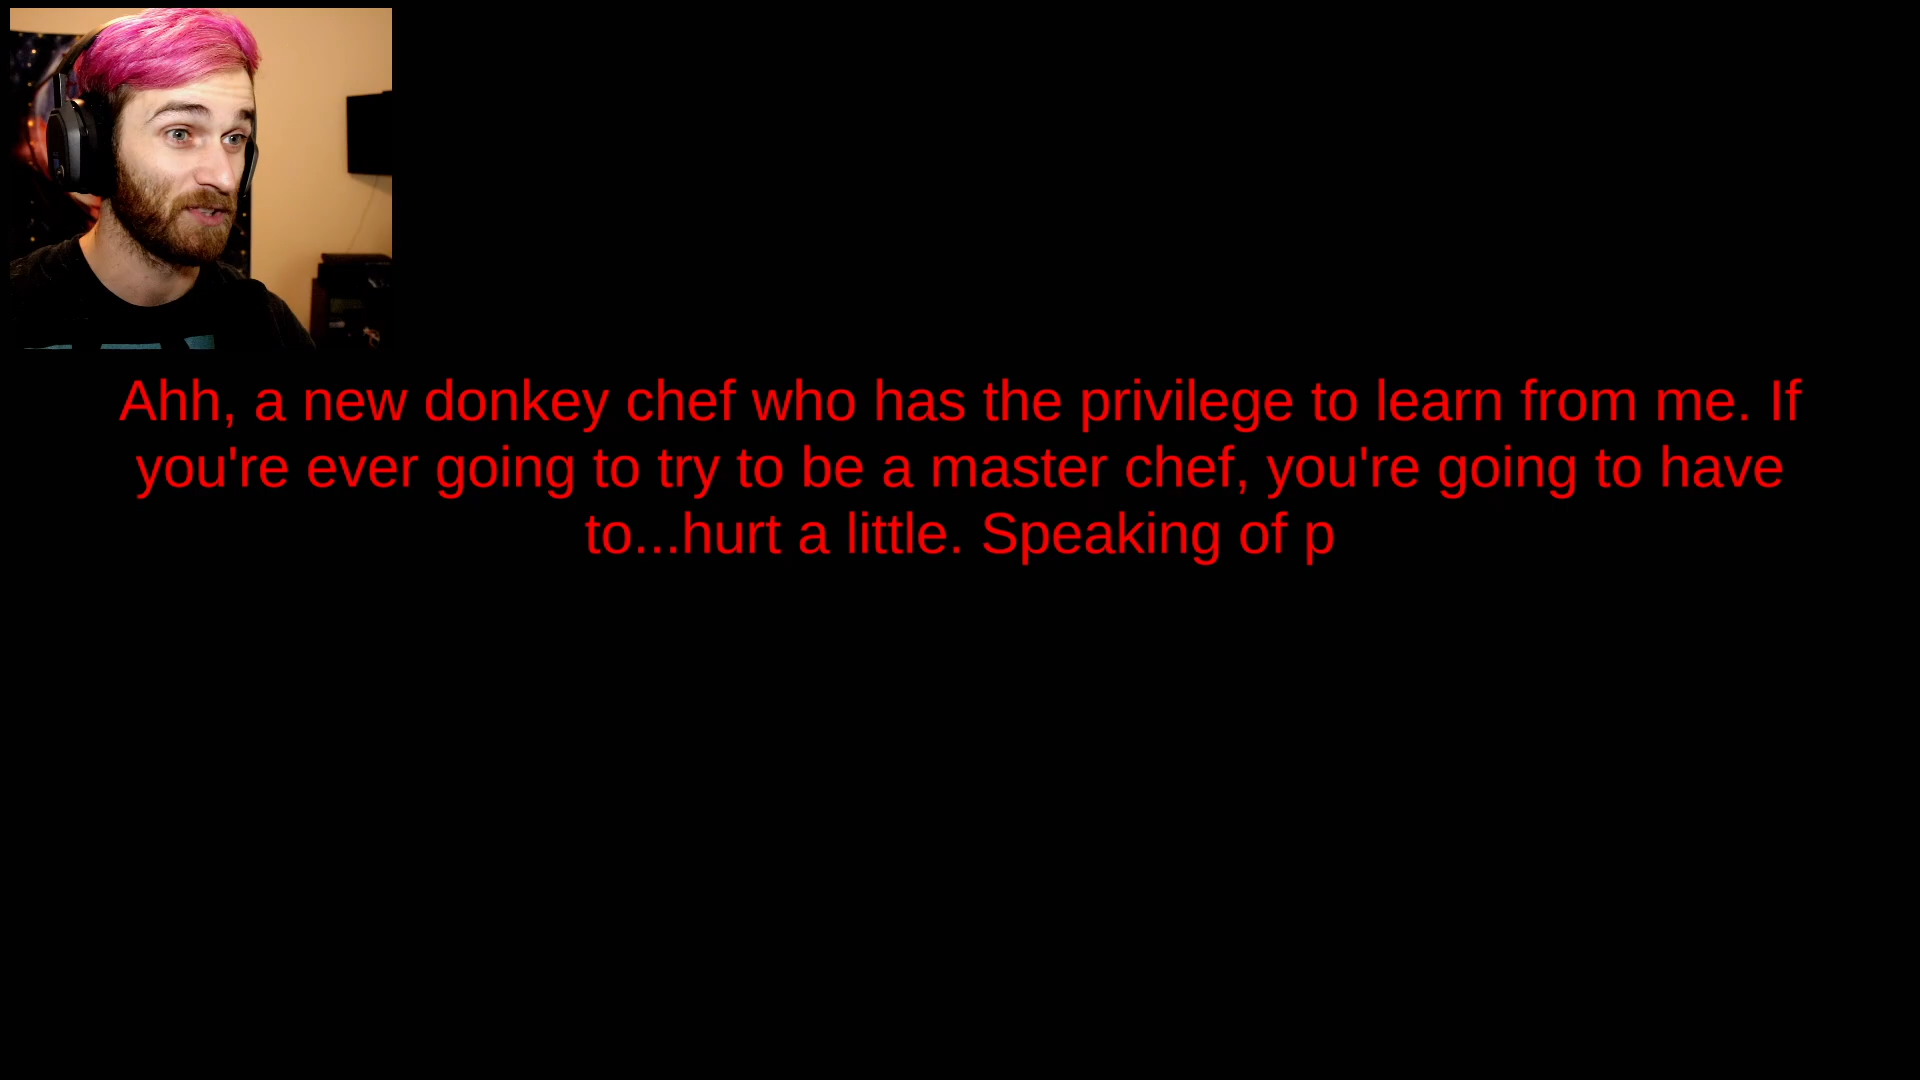 Ahh, a new donkey chef who has the privilege to learn from me. If
you're ever going to try to be a master chef, you're going to have
to...hurt a little. Speaking of p